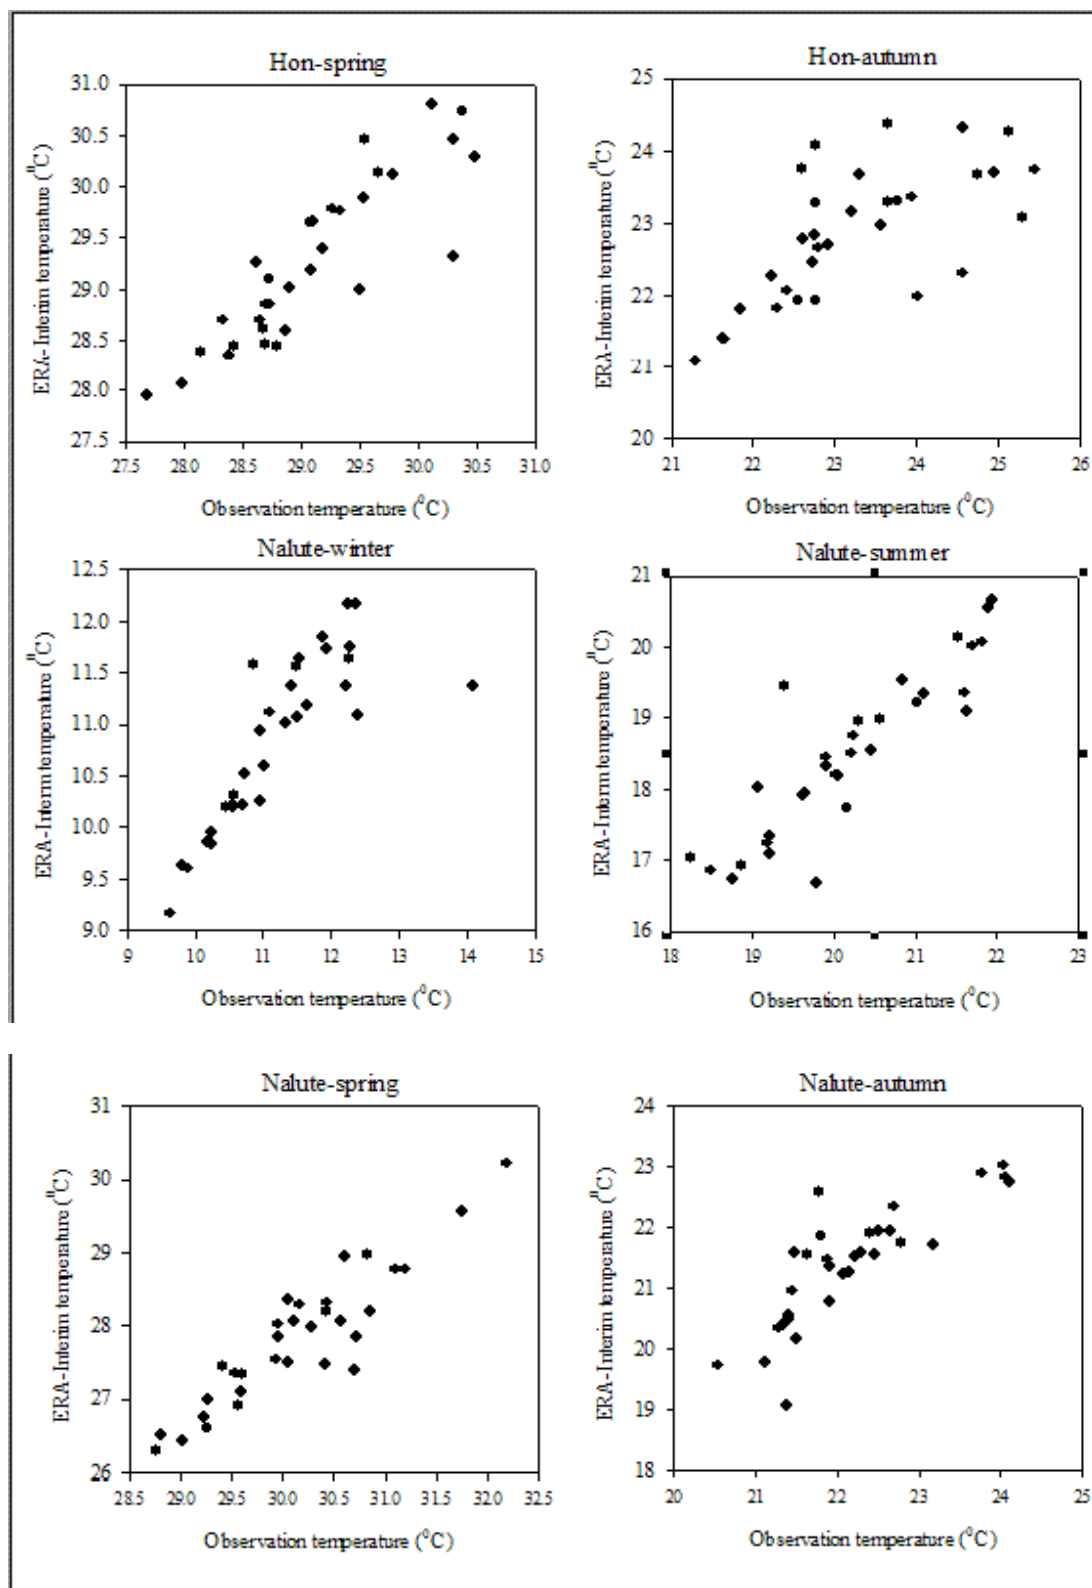 Hon-spring
31.0
30.5
30.0
29.5
29.0
28.5
28.0
27.5
27.5 28.0 28.5 29.0 29.5 30.0 30.5 31.0
ERA-Interim temperature (⁰C)
Observation temperature (⁰C)
Hon-autumn
25
24
23
22
21
20
21 22 23 24 25 26
ERA-Interim temperature (⁰C)
Observation temperature (⁰C)
Nalute-winter
12.5
12.0
11.5
11.0
10.5
10.0
9.5
9.0
9 10 11 12 13 14 15
ERA-Interm temperature (⁰C)
Observation temperature (⁰C)
Nalute-summer
21
20
19
18
17
16
18 19 20 21 22 23
ERA-Interim temperature (⁰C)
Observation temperature (⁰C)
Nalute-spring
31
30
29
28
27
26
28.5 29.0 29.5 30.0 30.5 31.0 31.5 32.0 32.5
ERA-Interim temperature (⁰C)
Observation temperature (⁰C)
Nalute-autumn
24
23
22
21
20
19
18
20 21 22 23 24 25
ERA-Interim temperature (⁰C)
Observation temperature (⁰C)